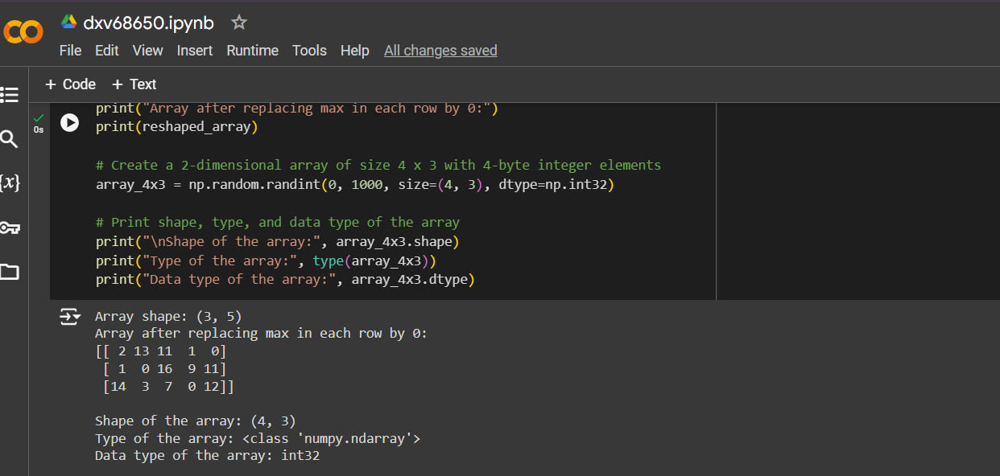 dxv68650.ipynb
File Edit View Insert Runtime Tools Help All changes saved
+ Code + Text
print("Array after replacing max in each row by 0:")
0s
print(reshaped_array)
# Create a 2-dimensional array of size 4 x 3 with 4-byte integer elements
{x}
array_4x3 = np.random.randint(0, 1000, size=(4, 3), dtype=np.int32)
# Print shape, type, and data type of the array
print("\nShape of the array:", array_4x3.shape)
print("Type of the array:", type(array_4x3))
print("Data type of the array:", array_4x3.dtype)
Array shape: (3, 5)
Array after replacing max in each row by 0:
[[ 2 13 11  1  0]
 [ 1  0 16  9 11]
 [14  3  7  0 12]]
Shape of the array: (4, 3)
Type of the array: <class 'numpy.ndarray'>
Data type of the array: int32